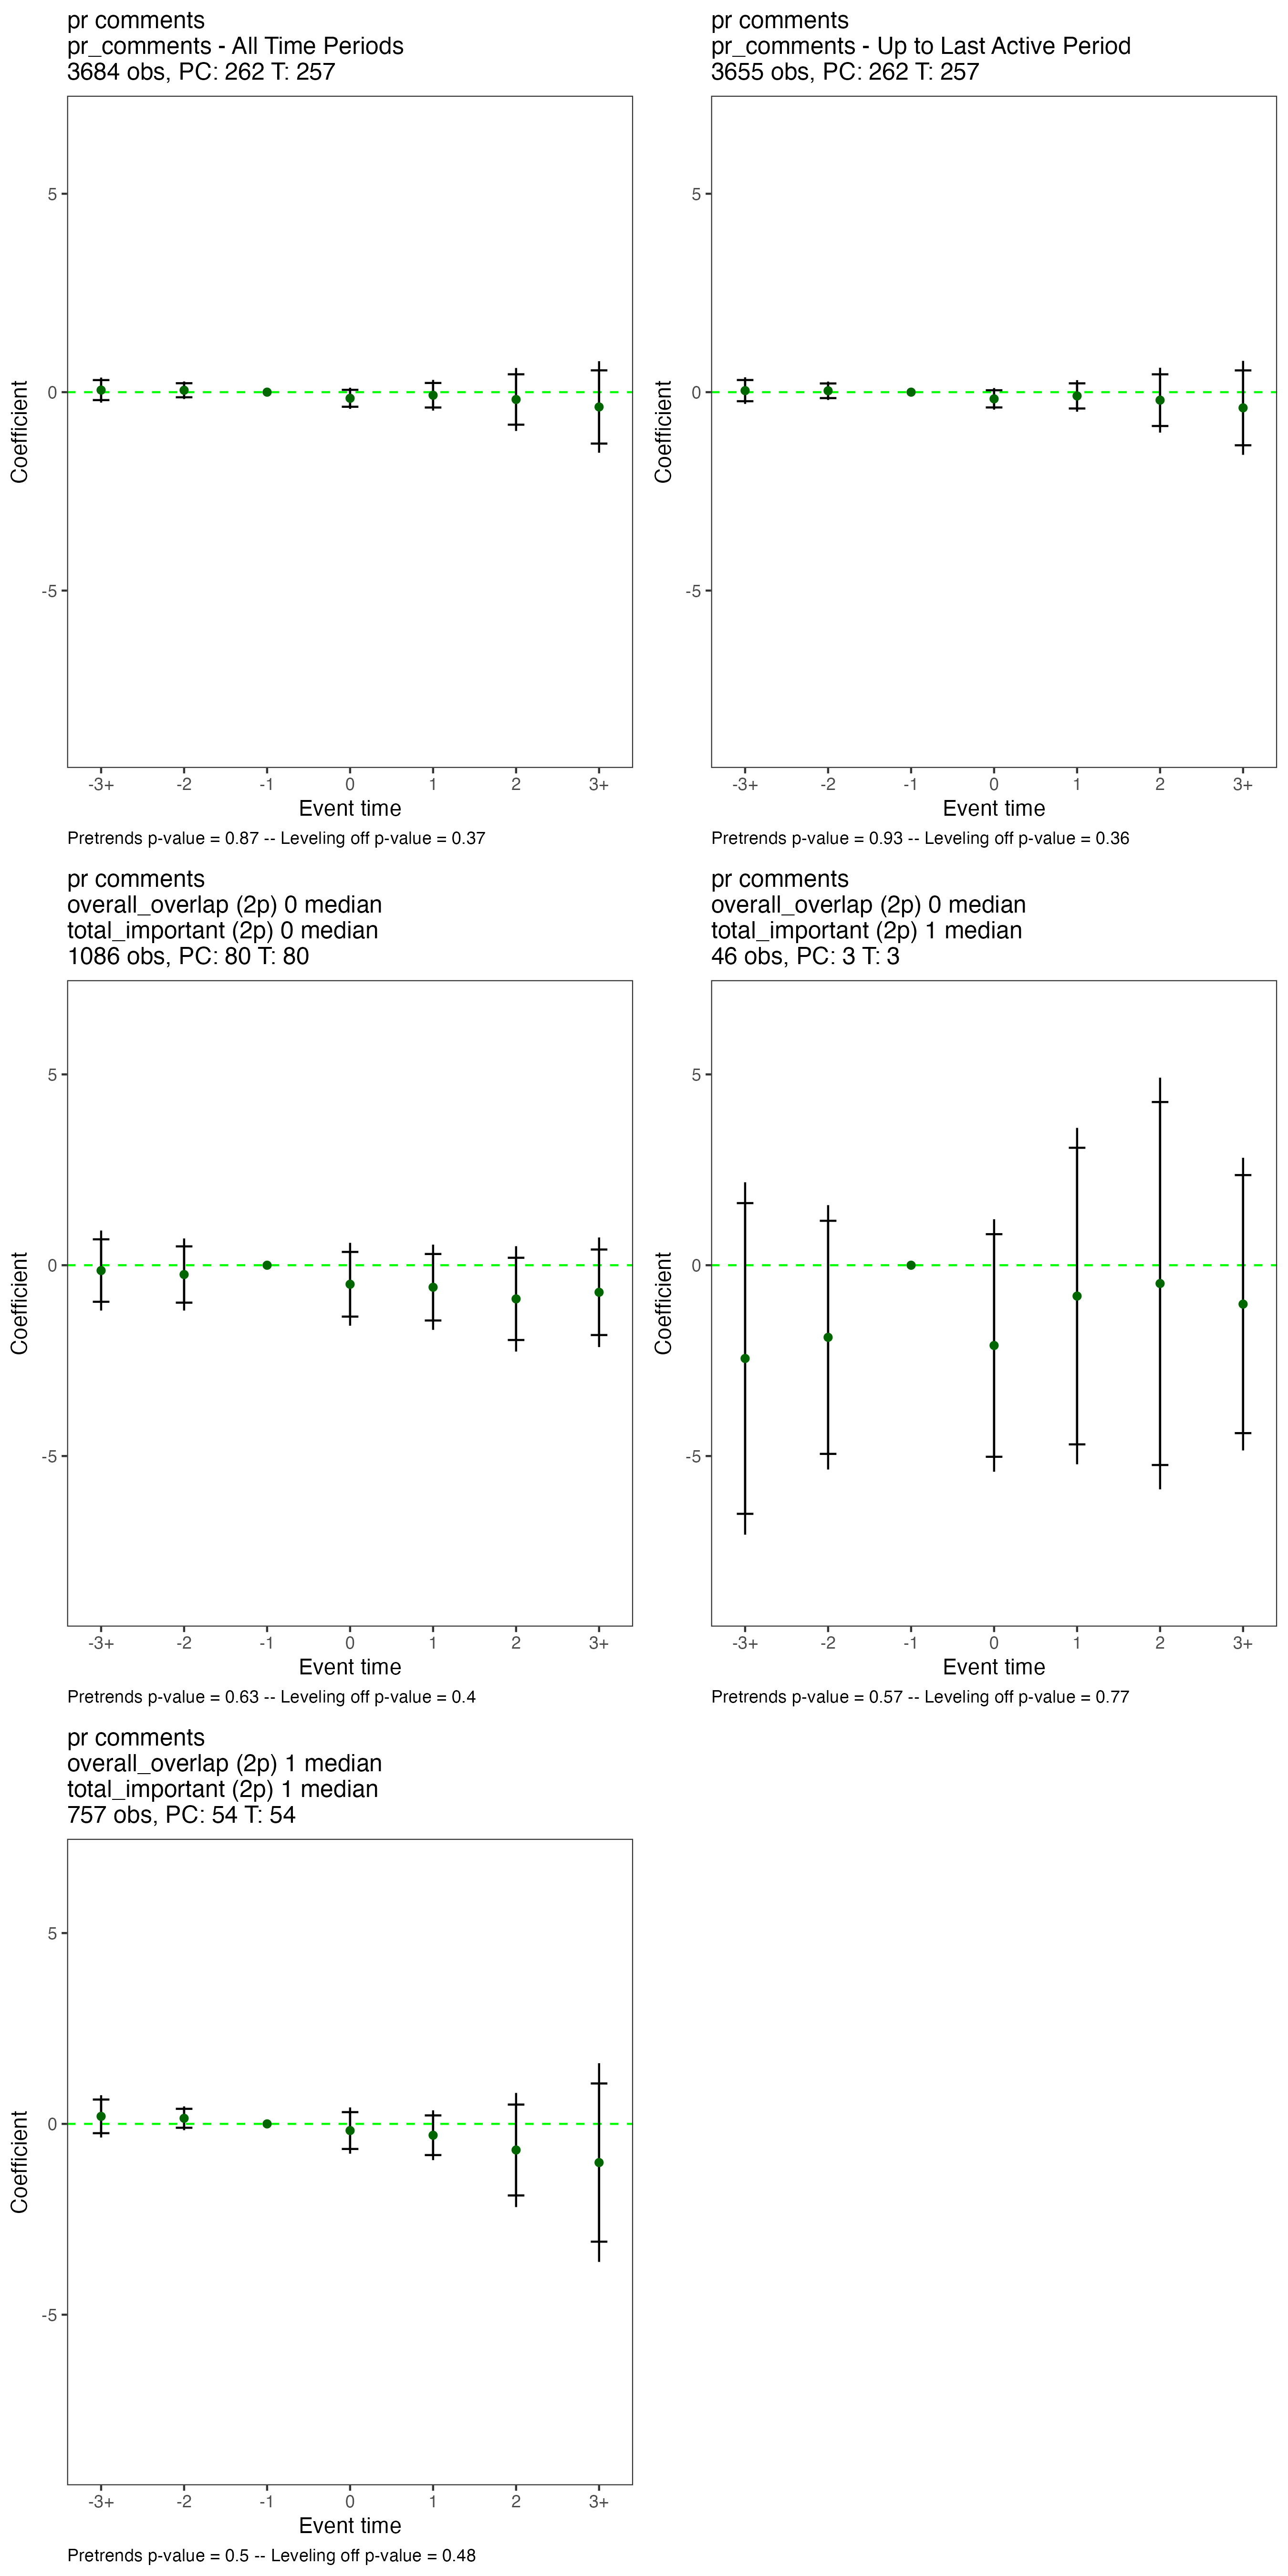 pr comments
pr_comments - All Time Periods
3684 obs, PC: 262 T: 257
5
0
-5
Coefficient
-3+ -2 -1 0 1 2 3+
Event time
Pretrends p-value = 0.87 -- Leveling off p-value = 0.37
pr comments
pr_comments - Up to Last Active Period
3655 obs, PC: 262 T: 257
5
0
-5
Coefficient
-3+ -2 -1 0 1 2 3+
Event time
Pretrends p-value = 0.93 -- Leveling off p-value = 0.36
pr comments
overall_overlap (2p) 0 median
total_important (2p) 0 median
1086 obs, PC: 80 T: 80
5
0
-5
Coefficient
-3+ -2 -1 0 1 2 3+
Event time
Pretrends p-value = 0.63 -- Leveling off p-value = 0.4
pr comments
overall_overlap (2p) 0 median
total_important (2p) 1 median
46 obs, PC: 3 T: 3
5
0
-5
Coefficient
-3+ -2 -1 0 1 2 3+
Event time
Pretrends p-value = 0.57 -- Leveling off p-value = 0.77
pr comments
overall_overlap (2p) 1 median
total_important (2p) 1 median
757 obs, PC: 54 T: 54
5
0
-5
Coefficient
-3+ -2 -1 0 1 2 3+
Event time
Pretrends p-value = 0.5 -- Leveling off p-value = 0.48